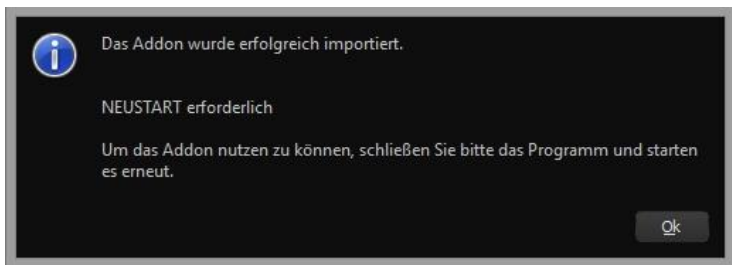 Das Addon wurde erfolgreich importiert.
NEUSTART erforderlich
Um das Addon nutzen zu können, schließen Sie bitte das Programm und starten
es erneut.
Ok